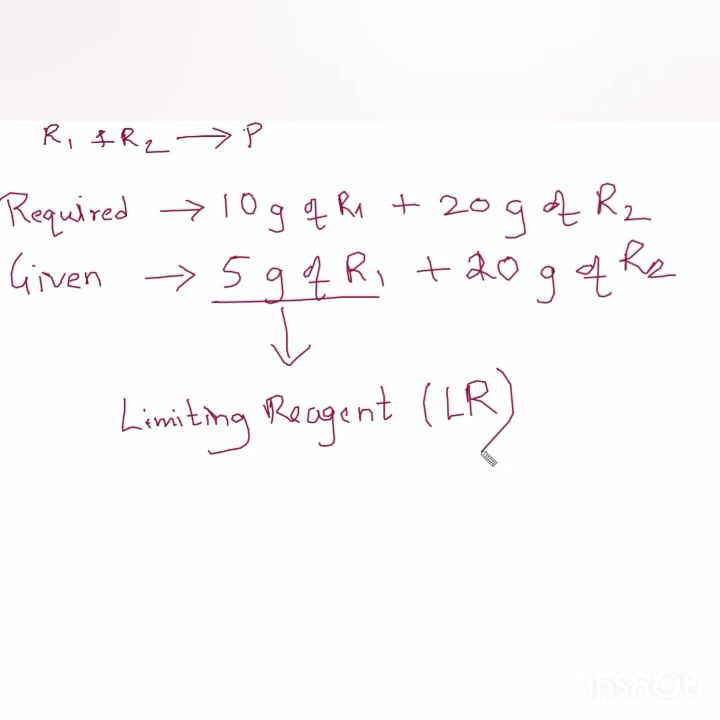 R1 + R2 → P
Required → 10 g of R1 + 20 g of R2
Given → 5 g of R1 + 20 g of R2
Limiting Reagent (LR)
InShOt